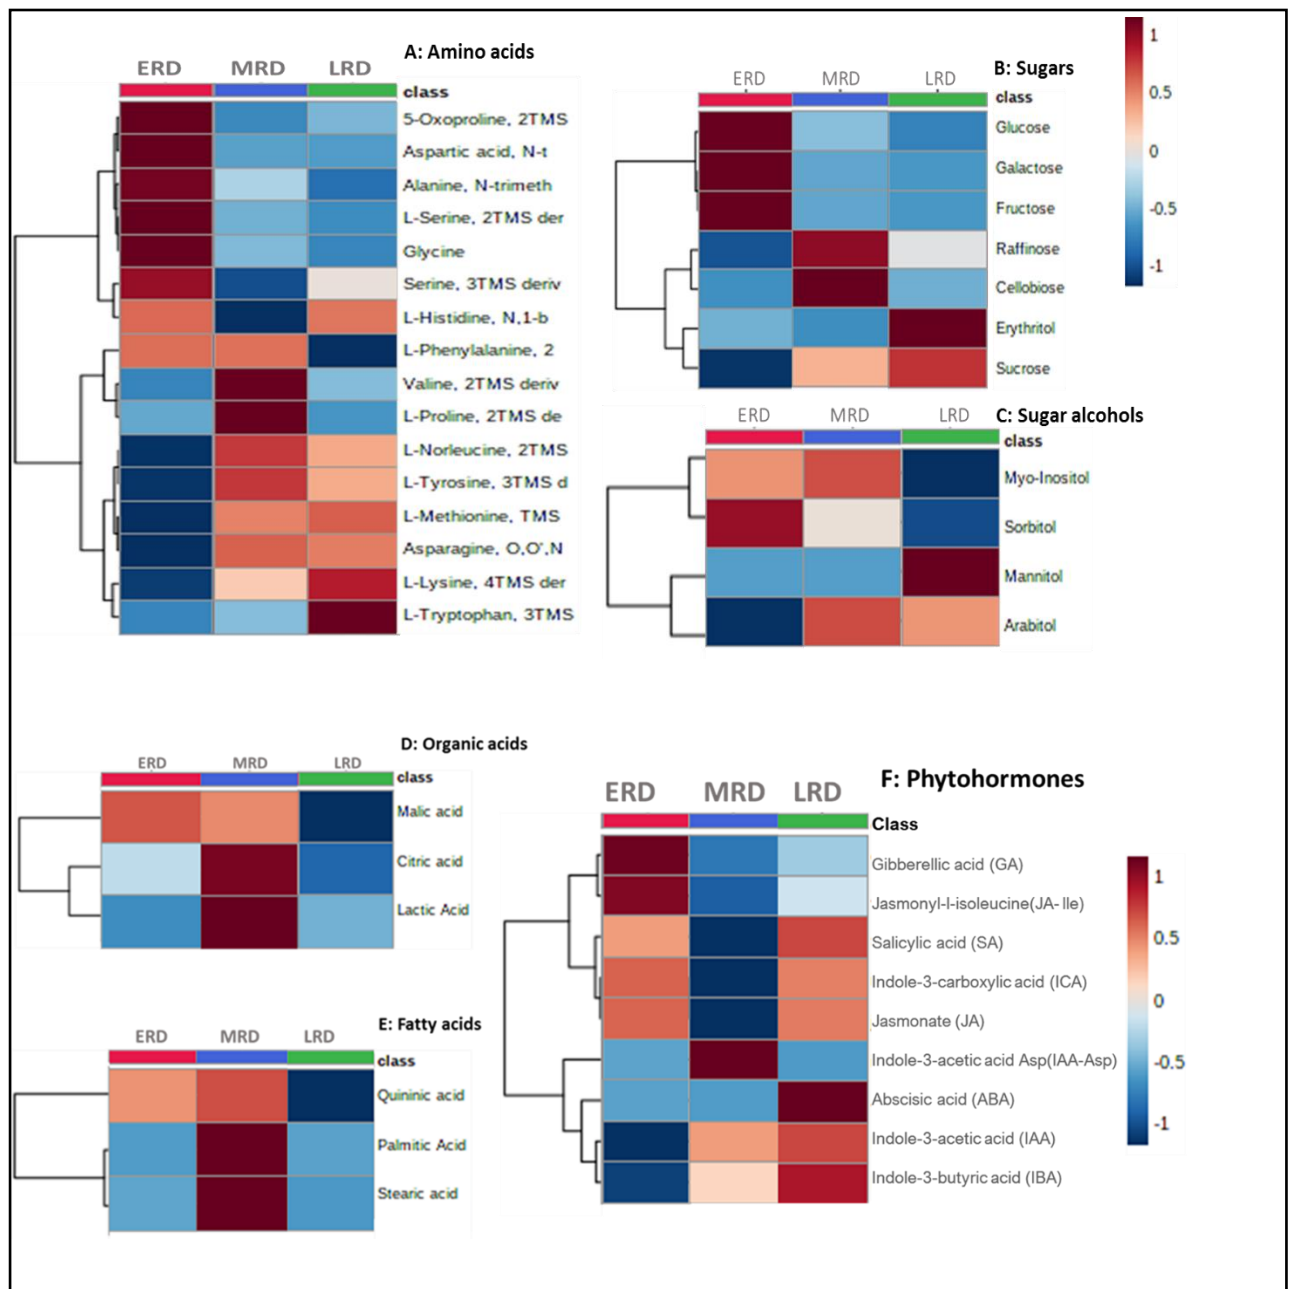 A: Amino acids
ERD MRD LRD
class
5-Oxoproline, 2TMS
Aspartic acid, N-t
Alanine, N-trimeth
L-Serine, 2TMS der
Glycine
Serine, 3TMS deriv
L-Histidine, N,1-b
L-Phenylalanine, 2
Valine, 2TMS deriv
L-Proline, 2TMS de
L-Norleucine, 2TMS
L-Tyrosine, 3TMS d
L-Methionine, TMS
Asparagine, O,O',N
L-Lysine, 4TMS der
L-Tryptophan, 3TMS
B: Sugars
ERD MRD LRD
class
Glucose
Galactose
Fructose
Raffinose
Cellobiose
Erythritol
Sucrose
1
0.5
0
-0.5
-1
C: Sugar alcohols
ERD MRD LRD
class
Myo-Inositol
Sorbitol
Mannitol
Arabitol
D: Organic acids
ERD MRD LRD
class
Malic acid
Citric acid
Lactic Acid
E: Fatty acids
ERD MRD LRD
class
Quininic acid
Palmitic Acid
Stearic acid
F: Phytohormones
ERD MRD LRD
Class
Gibberellic acid (GA)
Jasmonyl-l-isoleucine(JA-Ile)
Salicylic acid (SA)
Indole-3-carboxylic acid (ICA)
Jasmonate (JA)
Indole-3-acetic acid Asp(IAA-Asp)
Abscisic acid (ABA)
Indole-3-acetic acid (IAA)
Indole-3-butyric acid (IBA)
1
0.5
0
-0.5
-1